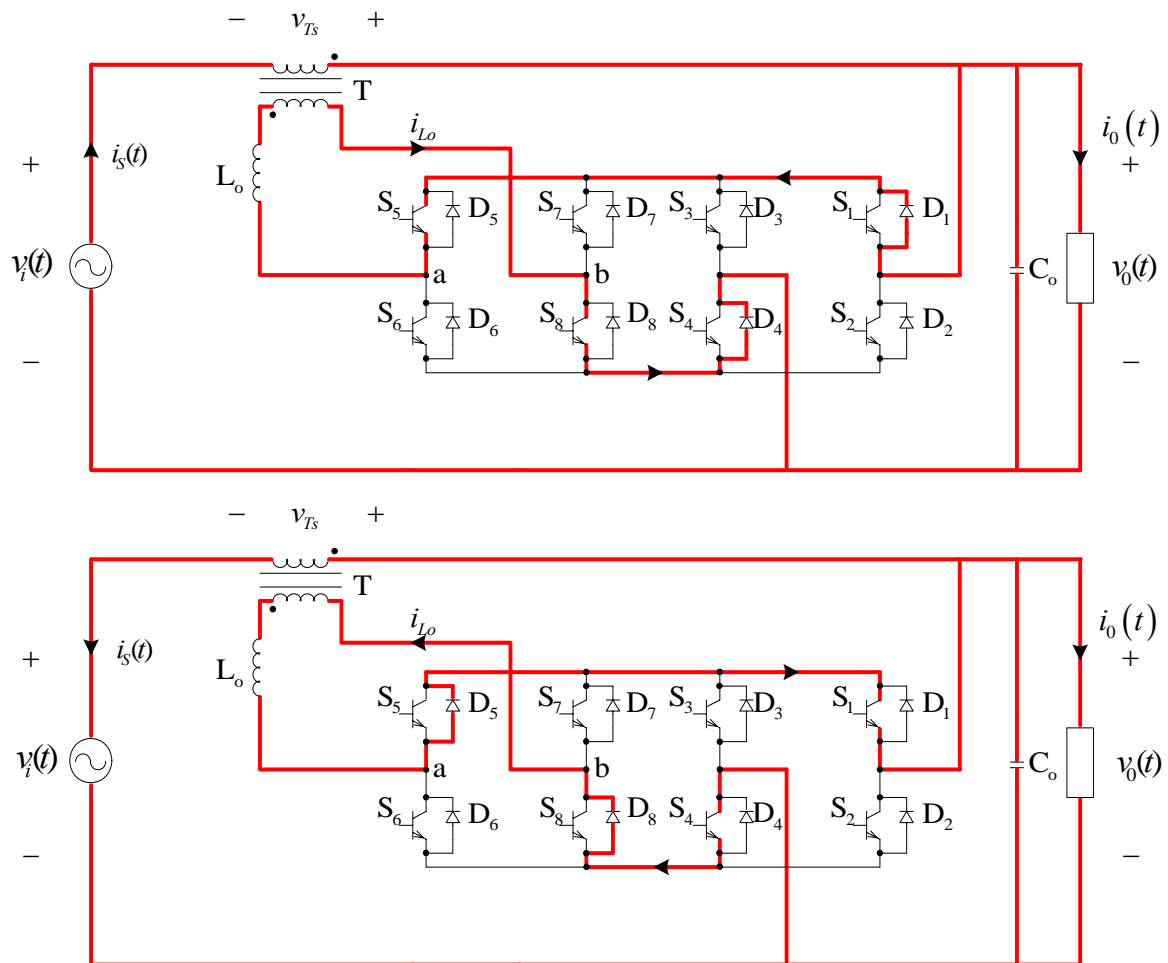 − v_Ts +
T
i_Lo
i_0(t)
+ i_S(t) +
L_o
S_5 D_5 S_7 D_7 S_3 D_3 S_1 D_1
v_i(t) a b C_o v_0(t)
S_6 D_6 S_8 D_8 S_4 D_4 S_2 D_2
− −
− v_Ts +
T
i_Lo
i_0(t)
+ i_S(t) +
L_o
S_5 D_5 S_7 D_7 S_3 D_3 S_1 D_1
v_i(t) a b C_o v_0(t)
S_6 D_6 S_8 D_8 S_4 D_4 S_2 D_2
− −